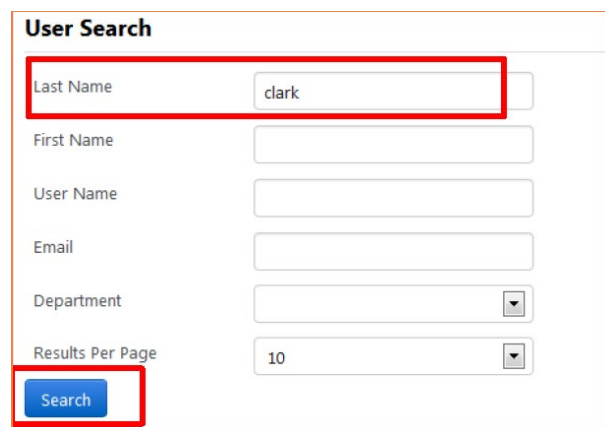 User Search
Last Name clark
First Name
User Name
Email
Department
Results Per Page 10
Search